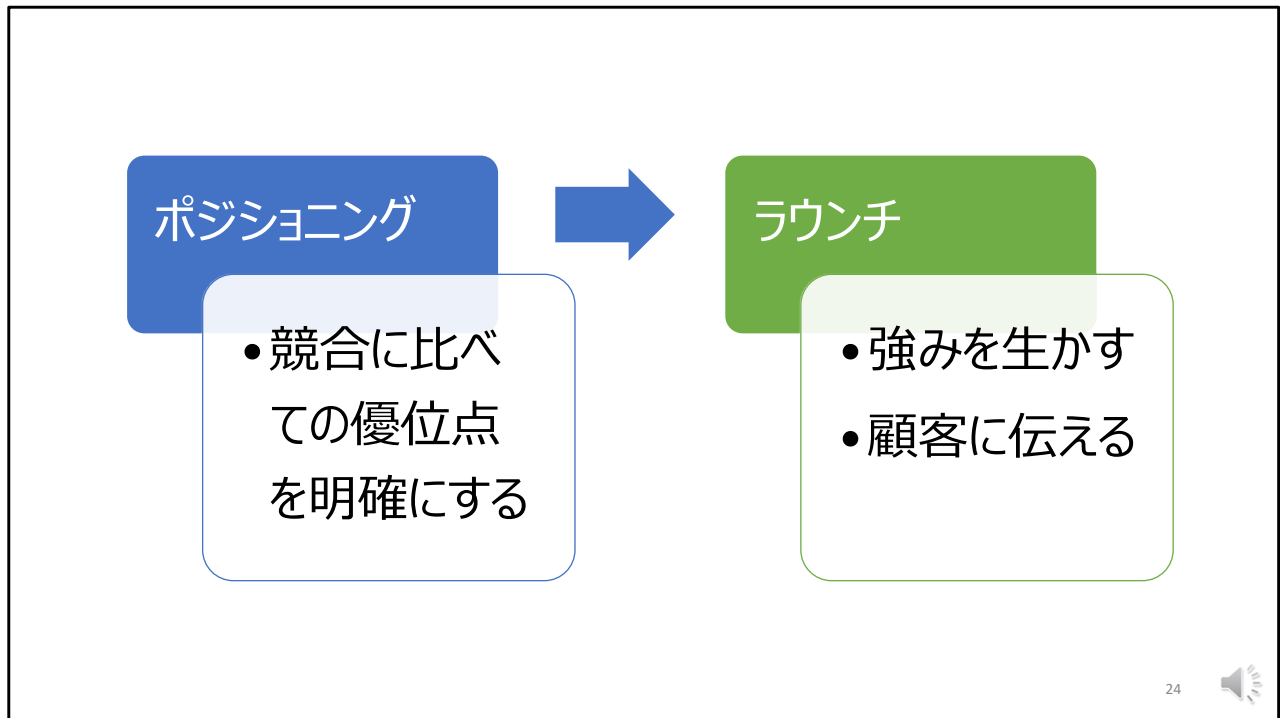 ポジショニング
•競合に比べ
ての優位点
を明確にする
ラウンチ
•強みを生かす
•顧客に伝える
24